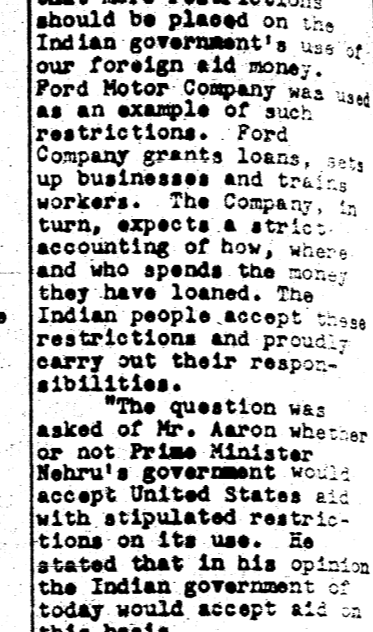 that more restrictions
should be placed on the
Indian government's use of
our foreign aid money.
Ford Motor Company was used
as an example of such
restrictions. Ford
Company grants loans, sets
up businesses and trains
workers. The Company, in
turn, expects a strict
accounting of how, where
and who spends the money
they have loaned. The
Indian people accept these
restrictions and proudly
carry out their respon-
sibilities.
"The question was
asked of Mr. Aaron whether
or not Prime Minister
Nehru's government would
accept United States aid
with stipulated restric-
tions on its use. He
stated that in his opinion
the Indian government of
today would accept aid on
this basis